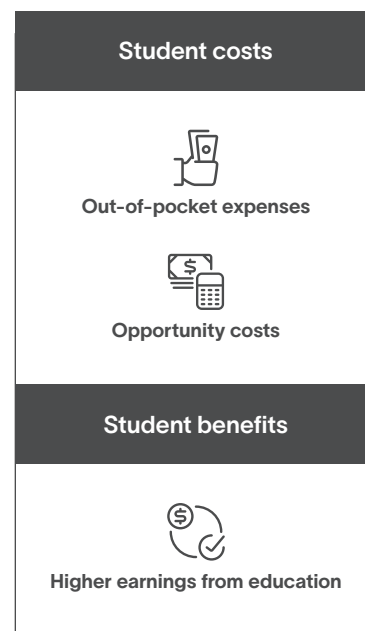 Student costs
Out-of-pocket expenses
$
Opportunity costs
Student benefits
$
Higher earnings from education